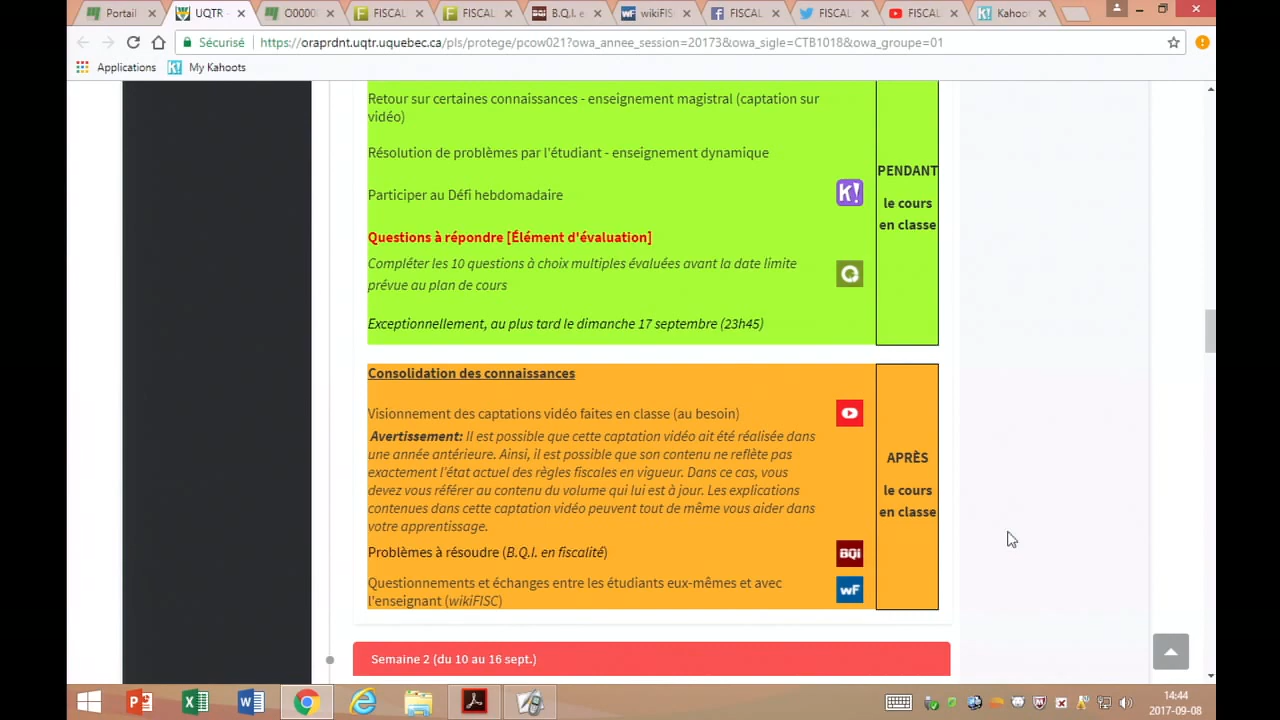 Portail
UQTR -
O0000
FISCAL
FISCAL
B.Q.I. e
wikiFIS
FISCAL
FISCAL
FISCAL
Kahoo
Sécurisé
https://oraprdnt.uqtr.uquebec.ca/pls/protege/pcow021?owa_annee_session=20173&owa_sigle=CTB1018&owa_groupe=01
Applications
K!
My Kahoots
Retour sur certaines connaissances - enseignement magistral (captation sur
vidéo)
Résolution de problèmes par l'étudiant - enseignement dynamique
PENDANT
le cours
en classe
Participer au Défi hebdomadaire
K!
Questions à répondre [Élément d'évaluation]
Compléter les 10 questions à choix multiples évaluées avant la date limite
prévue au plan de cours
Exceptionnellement, au plus tard le dimanche 17 septembre (23h45)
Consolidation des connaissances
Visionnement des captations vidéo faites en classe (au besoin)
Avertissement: Il est possible que cette captation vidéo ait été réalisée dans
une année antérieure. Ainsi, il est possible que son contenu ne reflète pas
exactement l'état actuel des règles fiscales en vigueur. Dans ce cas, vous
devez vous référer au contenu du volume qui lui est à jour. Les explications
contenues dans cette captation vidéo peuvent tout de même vous aider dans
votre apprentissage.
APRÈS
le cours
en classe
Problèmes à résoudre (B.Q.I. en fiscalité)
BQi
Questionnements et échanges entre les étudiants eux-mêmes et avec
l'enseignant (wikiFISC)
wF
Semaine 2 (du 10 au 16 sept.)
14:44
2017-09-08